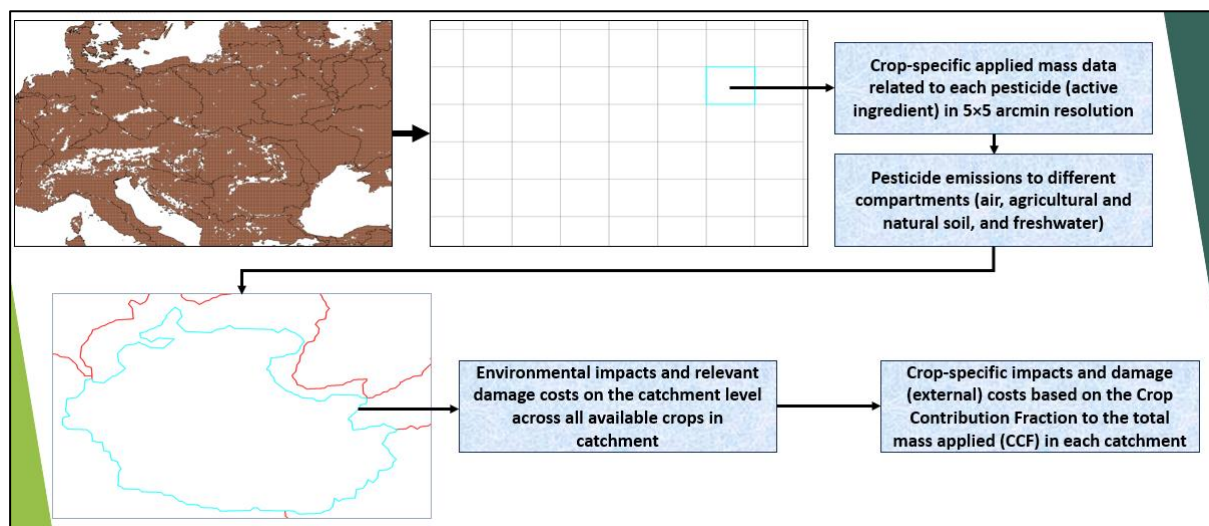 Crop-specific applied mass data
related to each pesticide (active
ingredient) in 5×5 arcmin resolution
Pesticide emissions to different
compartments (air, agricultural and
natural soil, and freshwater)
Environmental impacts and relevant
damage costs on the catchment level
across all available crops in
catchment
Crop-specific impacts and damage
(external) costs based on the Crop
Contribution Fraction to the total
mass applied (CCF) in each catchment